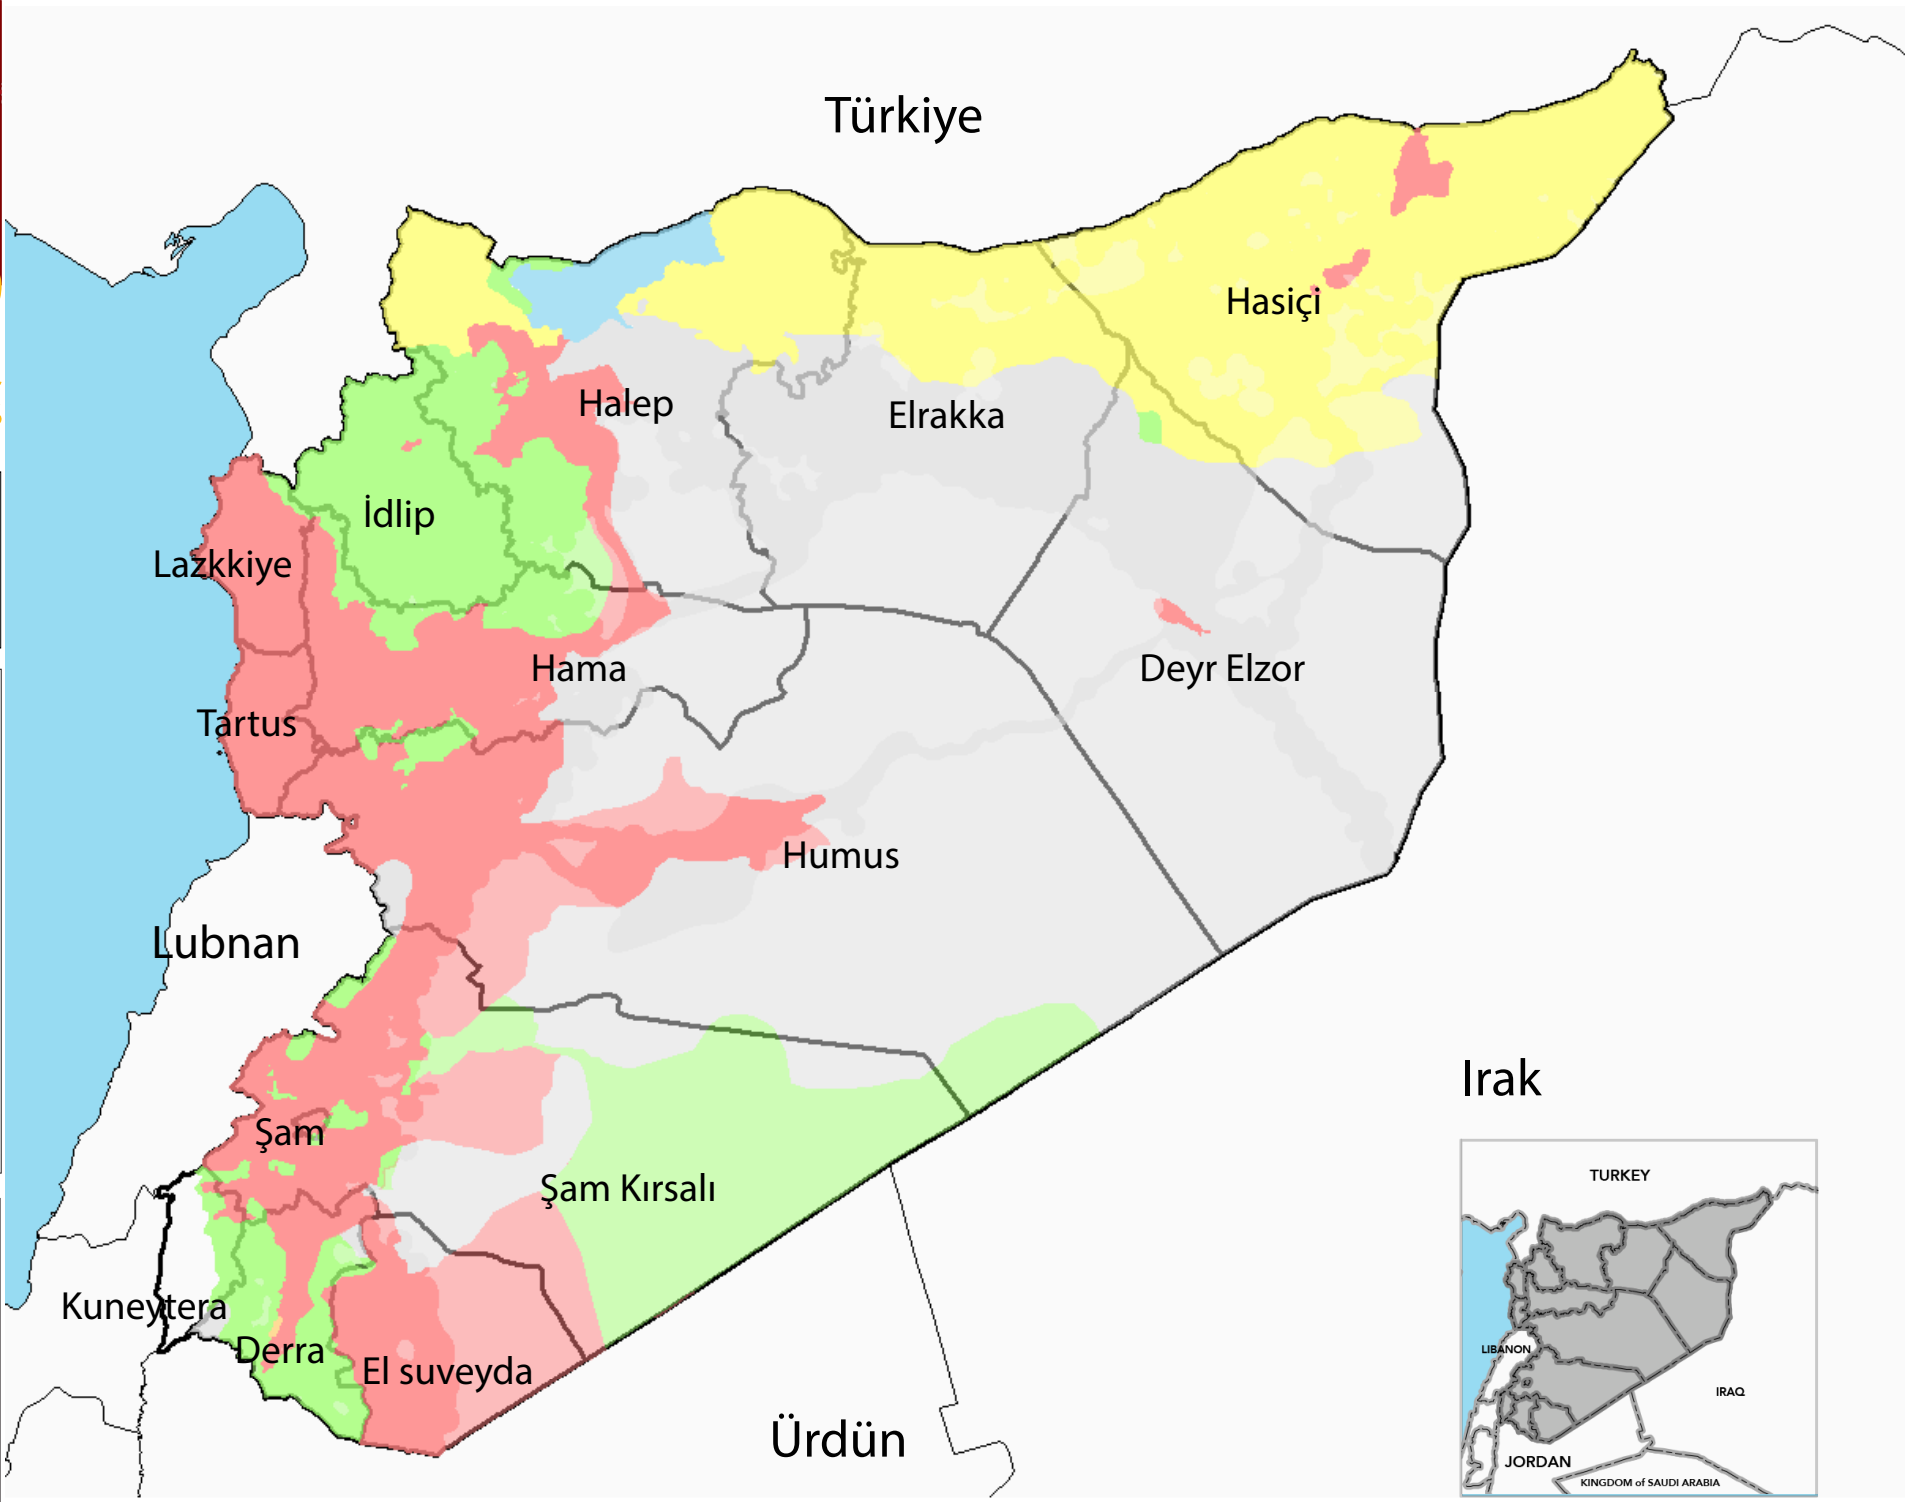 Türkiye
Hasiçi
Halep
Elrakka
İdlip
Lazkkiye
Hama
Deyr Elzor
Tartus
Humus
Lubnan
Irak
Şam
Şam Kırsalı
Kuneytera
Derra
El suveyda
Ürdün
TURKEY
LIBANON
IRAQ
JORDAN
KINGDOM of SAUDI ARABIA